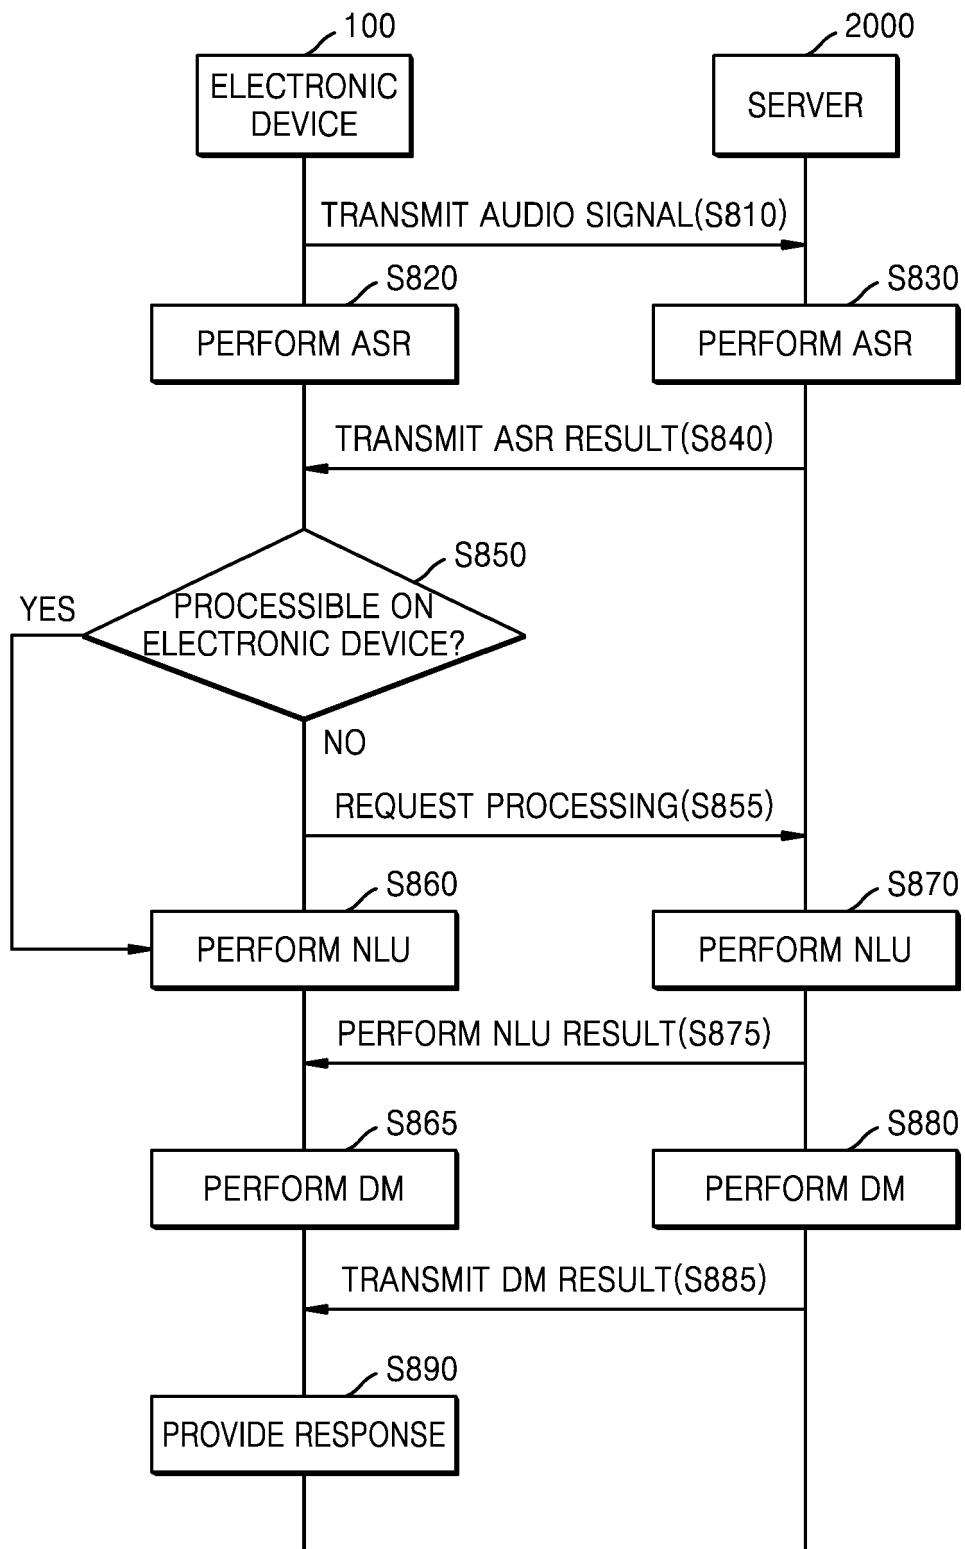 100
2000
ELECTRONIC
DEVICE
SERVER
TRANSMIT AUDIO SIGNAL(S810)
S820
S830
PERFORM ASR
PERFORM ASR
TRANSMIT ASR RESULT(S840)
S850
YES
PROCESSIBLE ON
ELECTRONIC DEVICE?
NO
REQUEST PROCESSING(S855)
S860
S870
PERFORM NLU
PERFORM NLU
PERFORM NLU RESULT(S875)
S865
S880
PERFORM DM
PERFORM DM
TRANSMIT DM RESULT(S885)
S890
PROVIDE RESPONSE